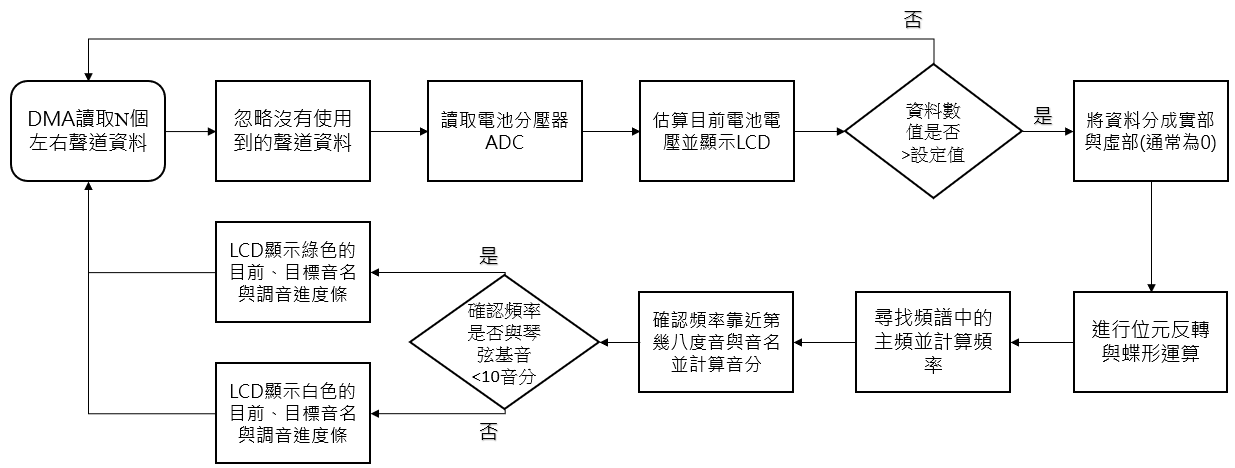 否
DMA讀取N個
左右聲道資料
忽略沒有使用
到的聲道資料
讀取電池分壓器
ADC
估算目前電池電
壓並顯示LCD
資料數
值是否
>設定值
是
將資料分成實部
與虛部(通常為0)
進行位元反轉
與蝶形運算
尋找頻譜中的
主頻並計算頻
率
確認頻率靠近第
幾八度音與音名
並計算音分
確認頻率
是否與琴
弦基音
<10音分
是
LCD顯示綠色的
目前、目標音名
與調音進度條
否
LCD顯示白色的
目前、目標音名
與調音進度條